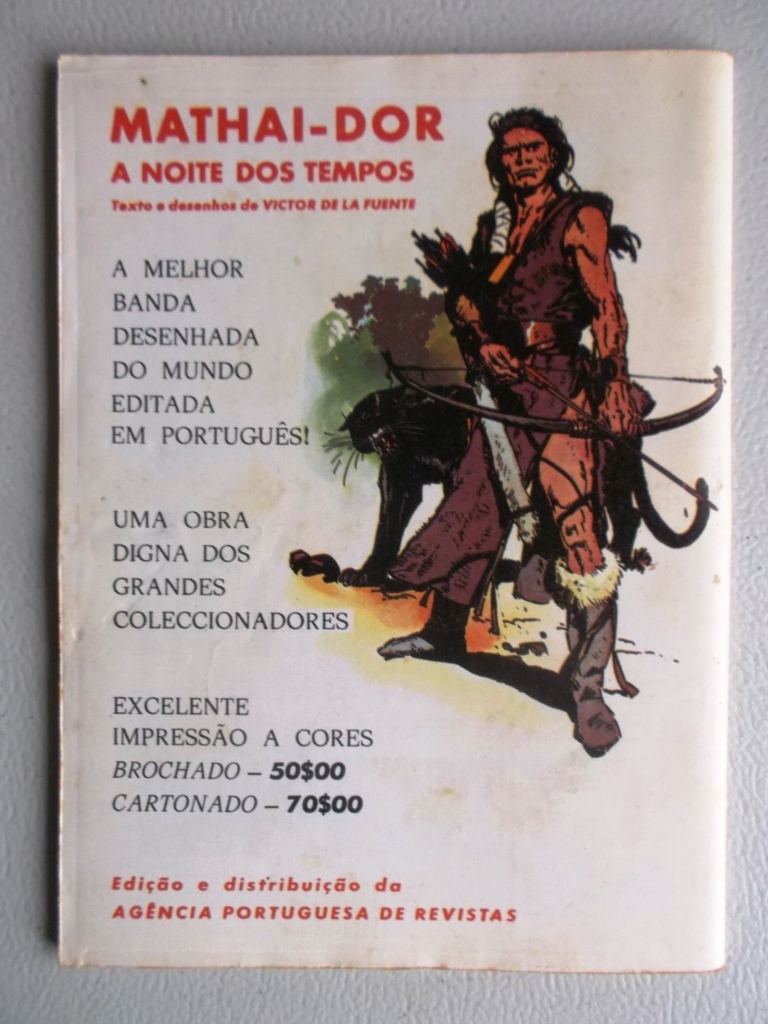 MATHAI-DOR
A NOITE DOS TEMPOS
Texto e desenhos de VICTOR DE LA FUENTE
A MELHOR
BANDA
DESENHADA
DO MUNDO
EDITADA
EM PORTUGUÊS!
UMA OBRA
DIGNA DOS
GRANDES
COLECCIONADORES
EXCELENTE
IMPRESSÃO A CORES
BROCHADO – 50$00
CARTONADO – 70$00
Edição e distribuição da
AGÊNCIA PORTUGUESA DE REVISTAS